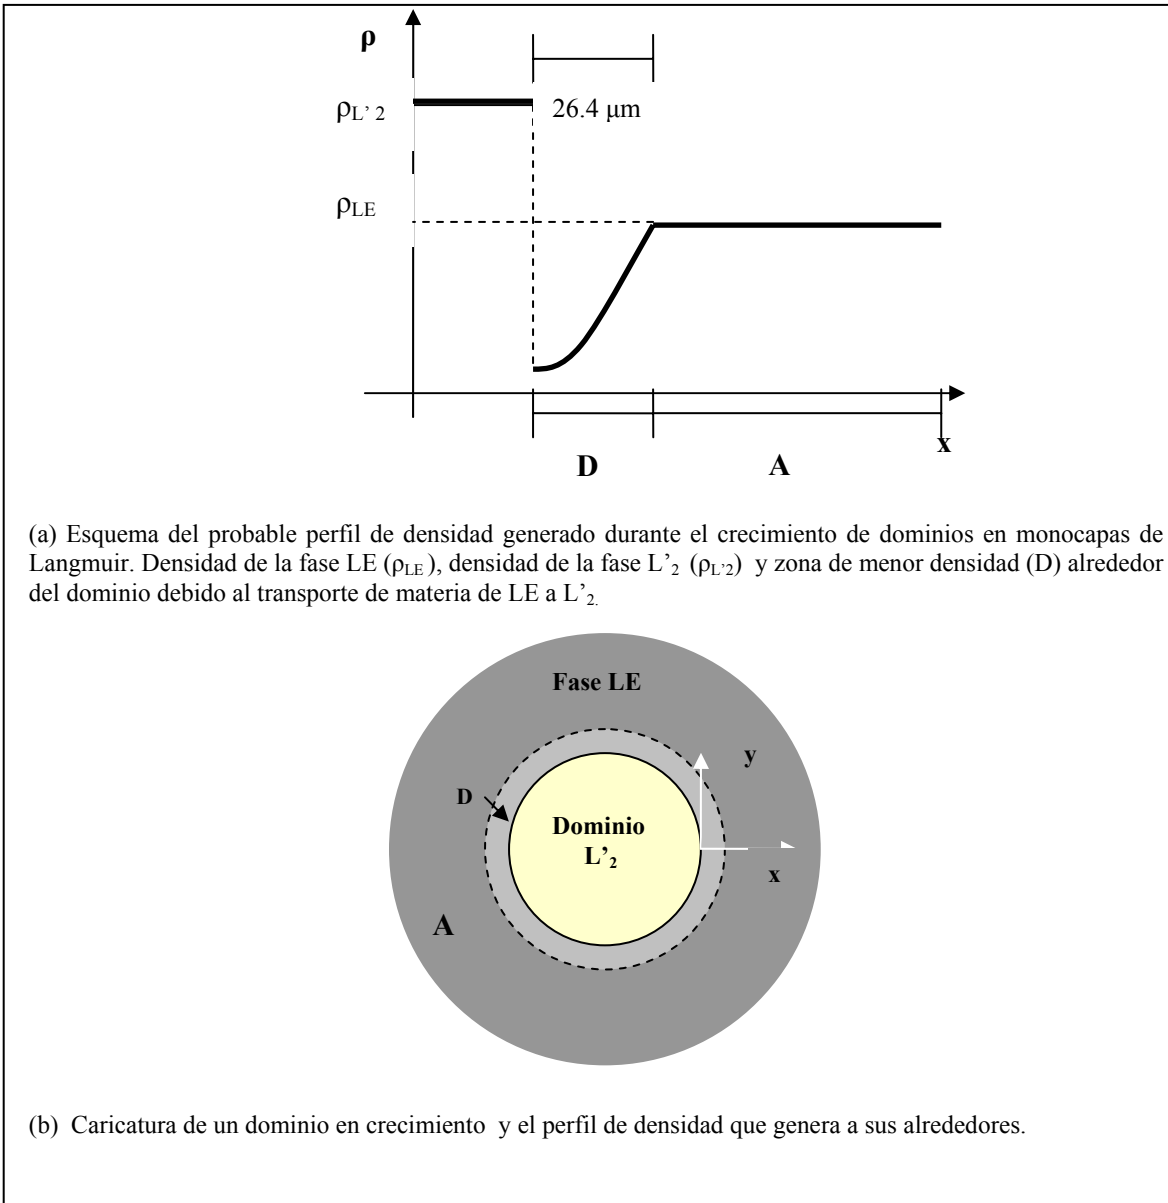 ρ
ρL' 2
26.4 μm
ρLE
x
D
A
(a) Esquema del probable perfil de densidad generado durante el crecimiento de dominios en monocapas de
Langmuir. Densidad de la fase LE (ρLE ), densidad de la fase L'2 (ρL'2) y zona de menor densidad (D) alrededor
del dominio debido al transporte de materia de LE a L'2.
Fase LE
y
D
Dominio
L'2
x
A
(b) Caricatura de un dominio en crecimiento y el perfil de densidad que genera a sus alrededores.